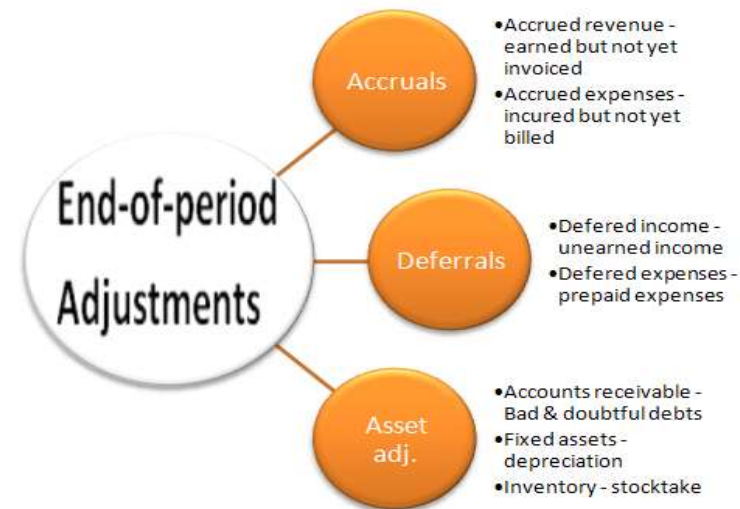 End-of-period
Adjustments
Accruals
•Accrued revenue -
earned but not yet
invoiced
•Accrued expenses -
incured but not yet
billed
Deferrals
•Defered income -
unearned income
•Defered expenses -
prepaid expenses
Asset
adj.
•Accounts receivable -
Bad & doubtful debts
•Fixed assets -
depreciation
•Inventory - stocktake